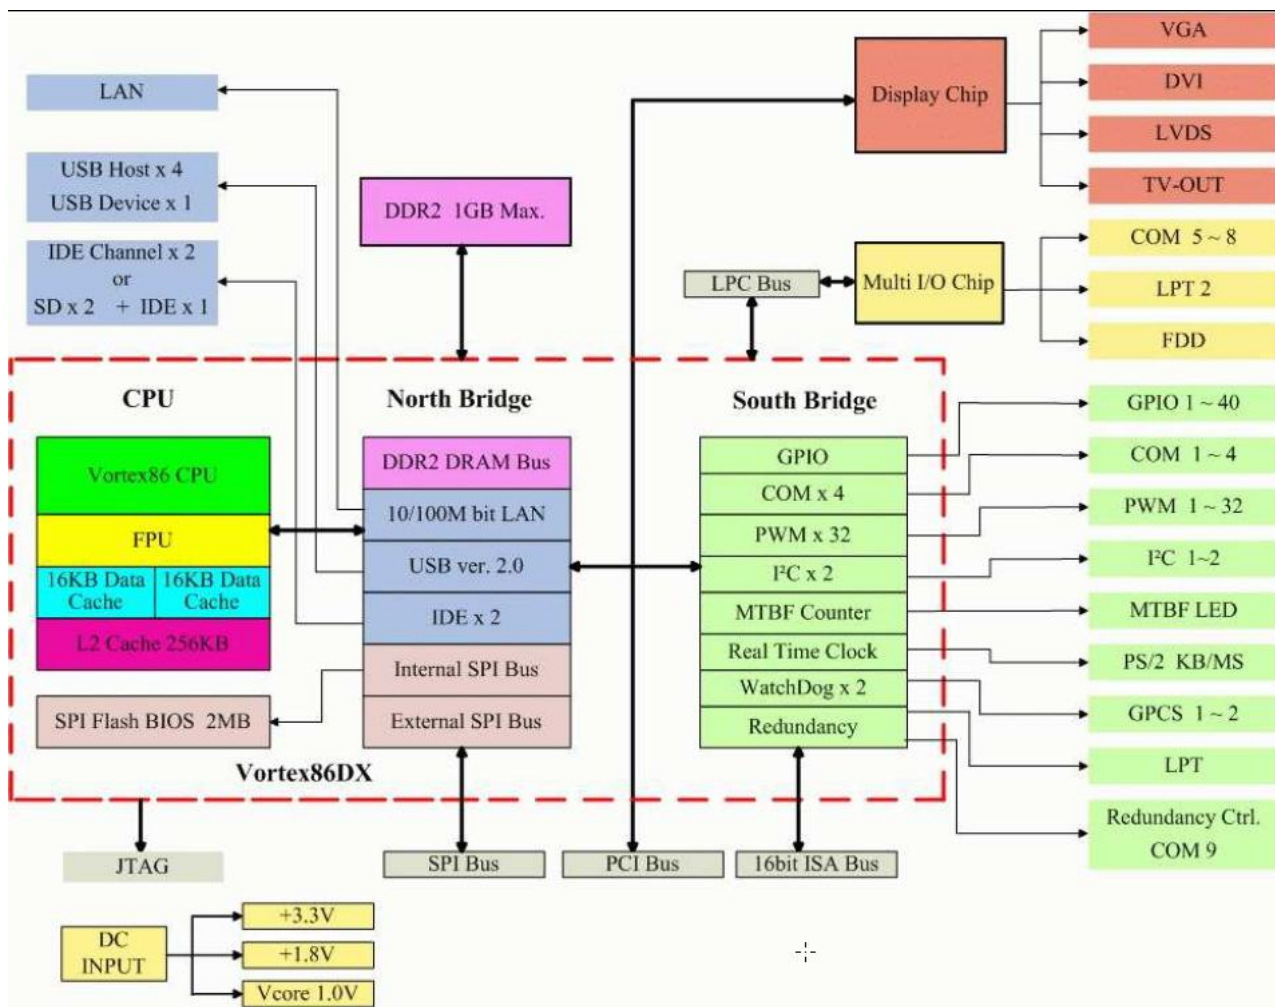 LAN
USB Host x 4
USB Device x 1
IDE Channel x 2
or
SD x 2 + IDE x 1
DDR2 1GB Max.
Display Chip
VGA
DVI
LVDS
TV-OUT
LPC Bus
Multi I/O Chip
COM 5 ~ 8
LPT 2
FDD
CPU
Vortex86 CPU
FPU
16KB Data
Cache
16KB Data
Cache
L2 Cache 256KB
SPI Flash BIOS 2MB
North Bridge
DDR2 DRAM Bus
10/100M bit LAN
USB ver. 2.0
IDE x 2
Internal SPI Bus
External SPI Bus
South Bridge
GPIO
COM x 4
PWM x 32
I²C x 2
MTBF Counter
Real Time Clock
WatchDog x 2
Redundancy
GPIO 1 ~ 40
COM 1 ~ 4
PWM 1 ~ 32
I²C 1~2
MTBF LED
PS/2 KB/MS
GPCS 1 ~ 2
LPT
Redundancy Ctrl.
COM 9
Vortex86DX
JTAG
SPI Bus
PCI Bus
16bit ISA Bus
DC
INPUT
+3.3V
+1.8V
Vcore 1.0V